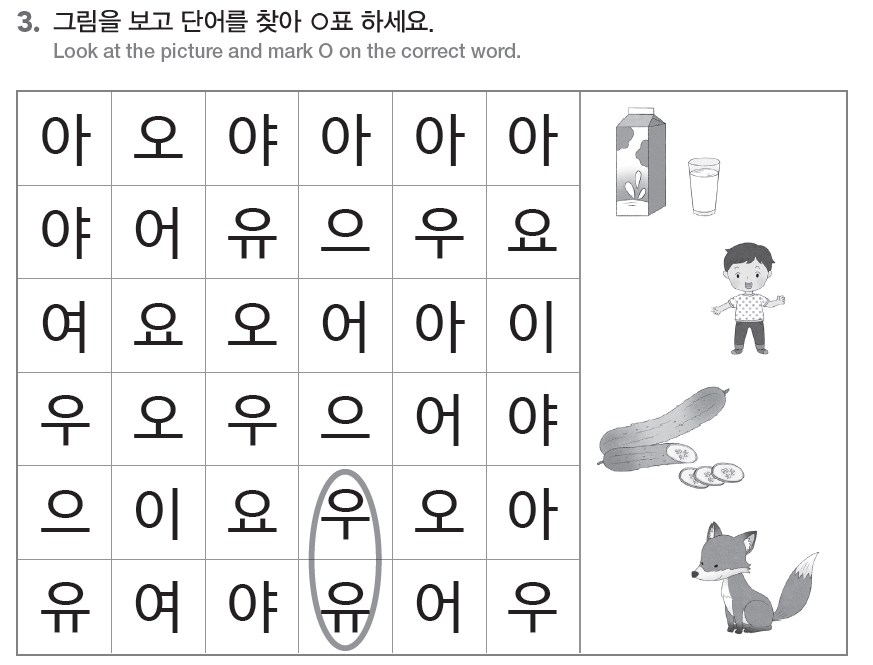 3. 그림을 보고 단어를 찾아 O표 하세요.
Look at the picture and mark O on the correct word.
아 오 야 아 아 아
야 어 유 으 우 요
여 요 오 어 아 이
우 오 우 으 어 야
으 이 요 우 오 아
유 여 야 유 어 우